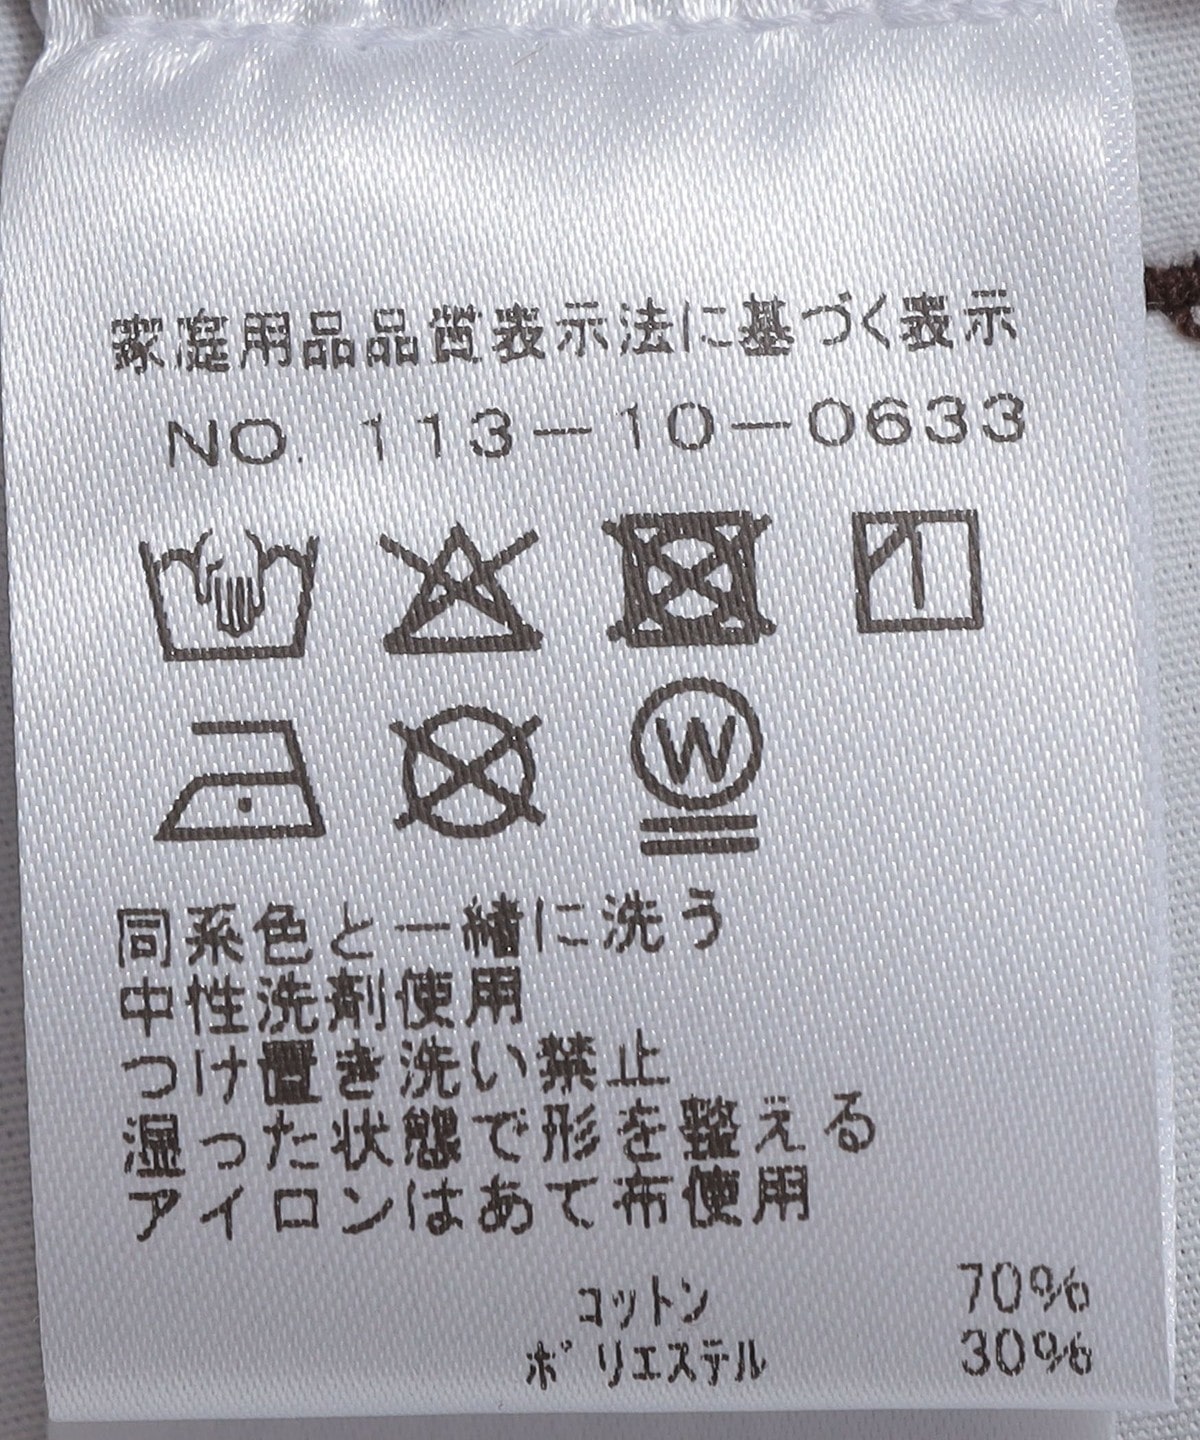 家庭用品品質表示法に基づく表示
NO. 113-10-0633
W
同系色と一緒に洗う
中性洗剤使用
つけ置き洗い禁止
湿った状態で形を整える
アイロンはあて布使用
コットン 70%
ポリエステル 30%